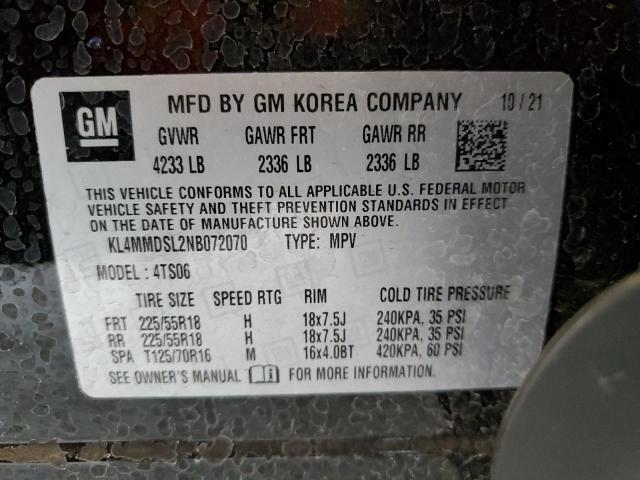 GM
MFD BY GM KOREA COMPANY 10/21
GVWR GAWR FRT GAWR RR
4233 LB 2336 LB 2336 LB
THIS VEHICLE CONFORMS TO ALL APPLICABLE U.S. FEDERAL MOTOR
VEHICLE SAFETY AND THEFT PREVENTION STANDARDS IN EFFECT
ON THE DATE OF MANUFACTURE SHOWN ABOVE.
KL4MMDSL2NB072070 TYPE: MPV
MODEL: 4TS06
TIRE SIZE SPEED RTG RIM COLD TIRE PRESSURE
FRT 225/55R18 H 18x7.5J 240KPA, 35 PSI
RR 225/55R18 H 18x7.5J 240KPA, 35 PSI
SPA T125/70R16 M 16x4.0BT 420KPA, 60 PSI
SEE OWNER'S MANUAL FOR MORE INFORMATION.